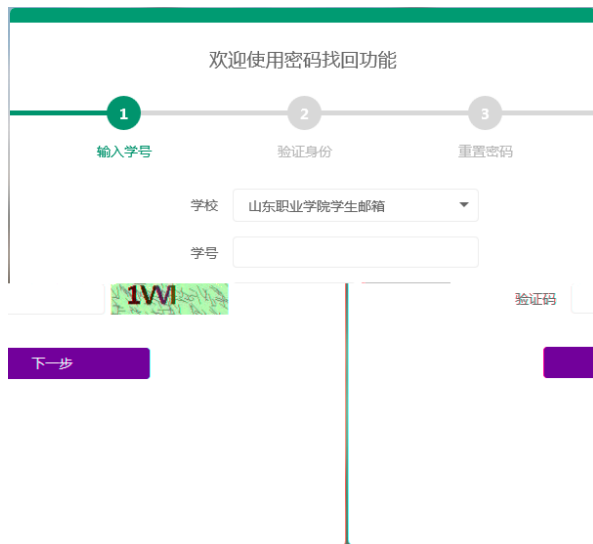 欢迎使用密码找回功能
1 2 3
输入学号 验证身份 重置密码
学校 山东职业学院学生邮箱
学号
验证码
下一步